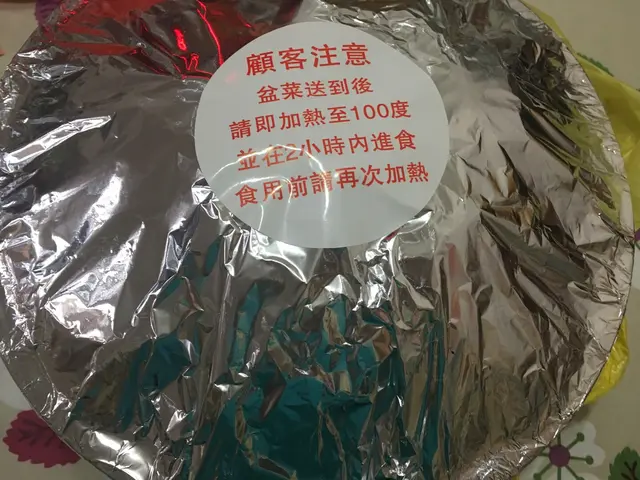 顧客注意
盆菜送到後
請即加熱至100度
並在2小時內進食
食用前請再次加熱